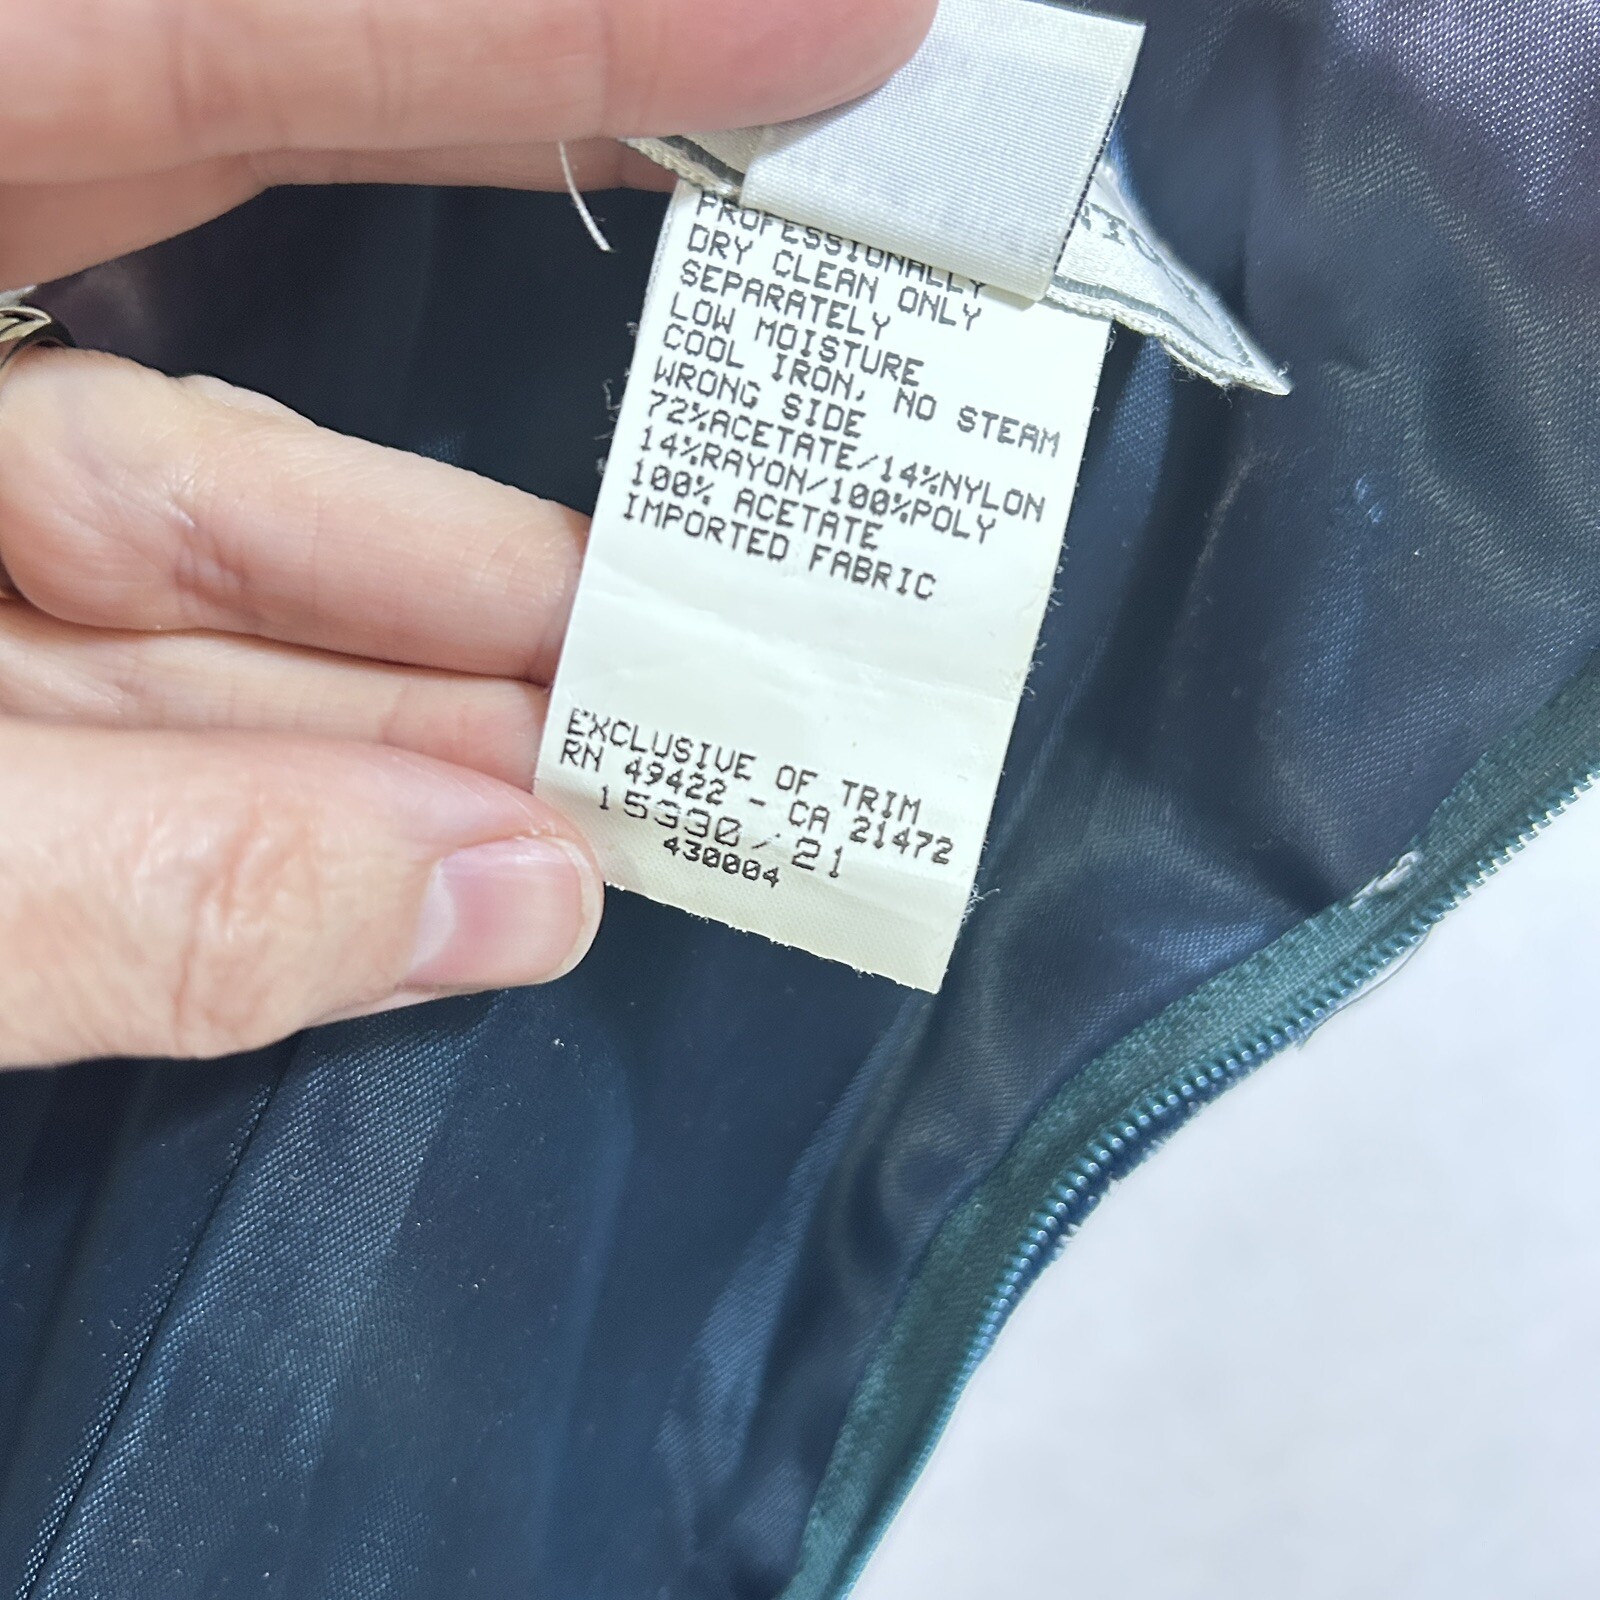 PROFESSIONALLY
DRY CLEAN ONLY
SEPARATELY
LOW MOISTURE
COOL IRON, NO STEAM
WRONG SIDE
72%ACETATE/14%NYLON
14%RAYON/100%POLY
100% ACETATE
IMPORTED FABRIC
EXCLUSIVE OF TRIM
RN 49422 - CA 21472
15330/21
430004